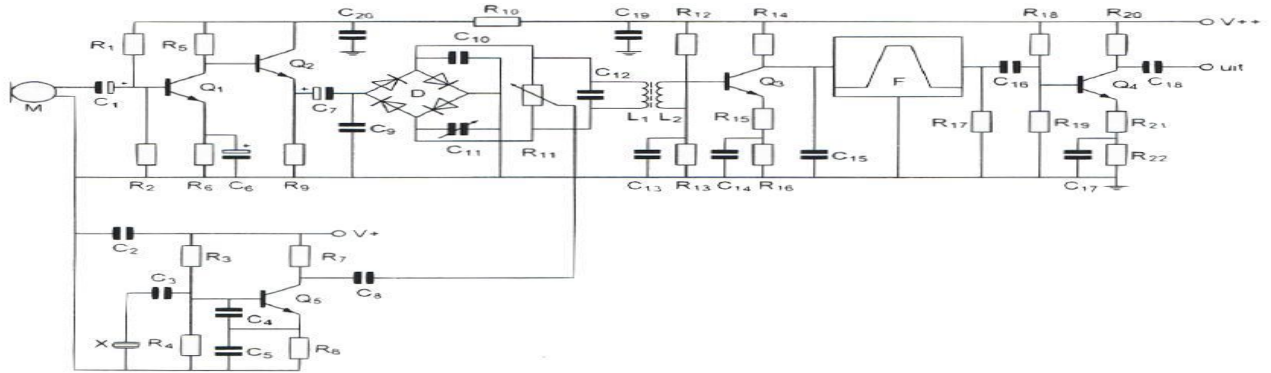 C20 R10 C19 R12 R14 R18 R20 V++
R1 R5 Q2 C10 C12 Q3 F C16 Q4 C18 uit
M C1 Q1 C7 D L1 L2
C9 R15 R17 R19 R21
C11 R11 C15 R22
R2 R6 C6 R9 C13 R13 C14 R16 C17
C2 R3 R7 V+
C3 Q5 C8
X R4 C4 C5 R8